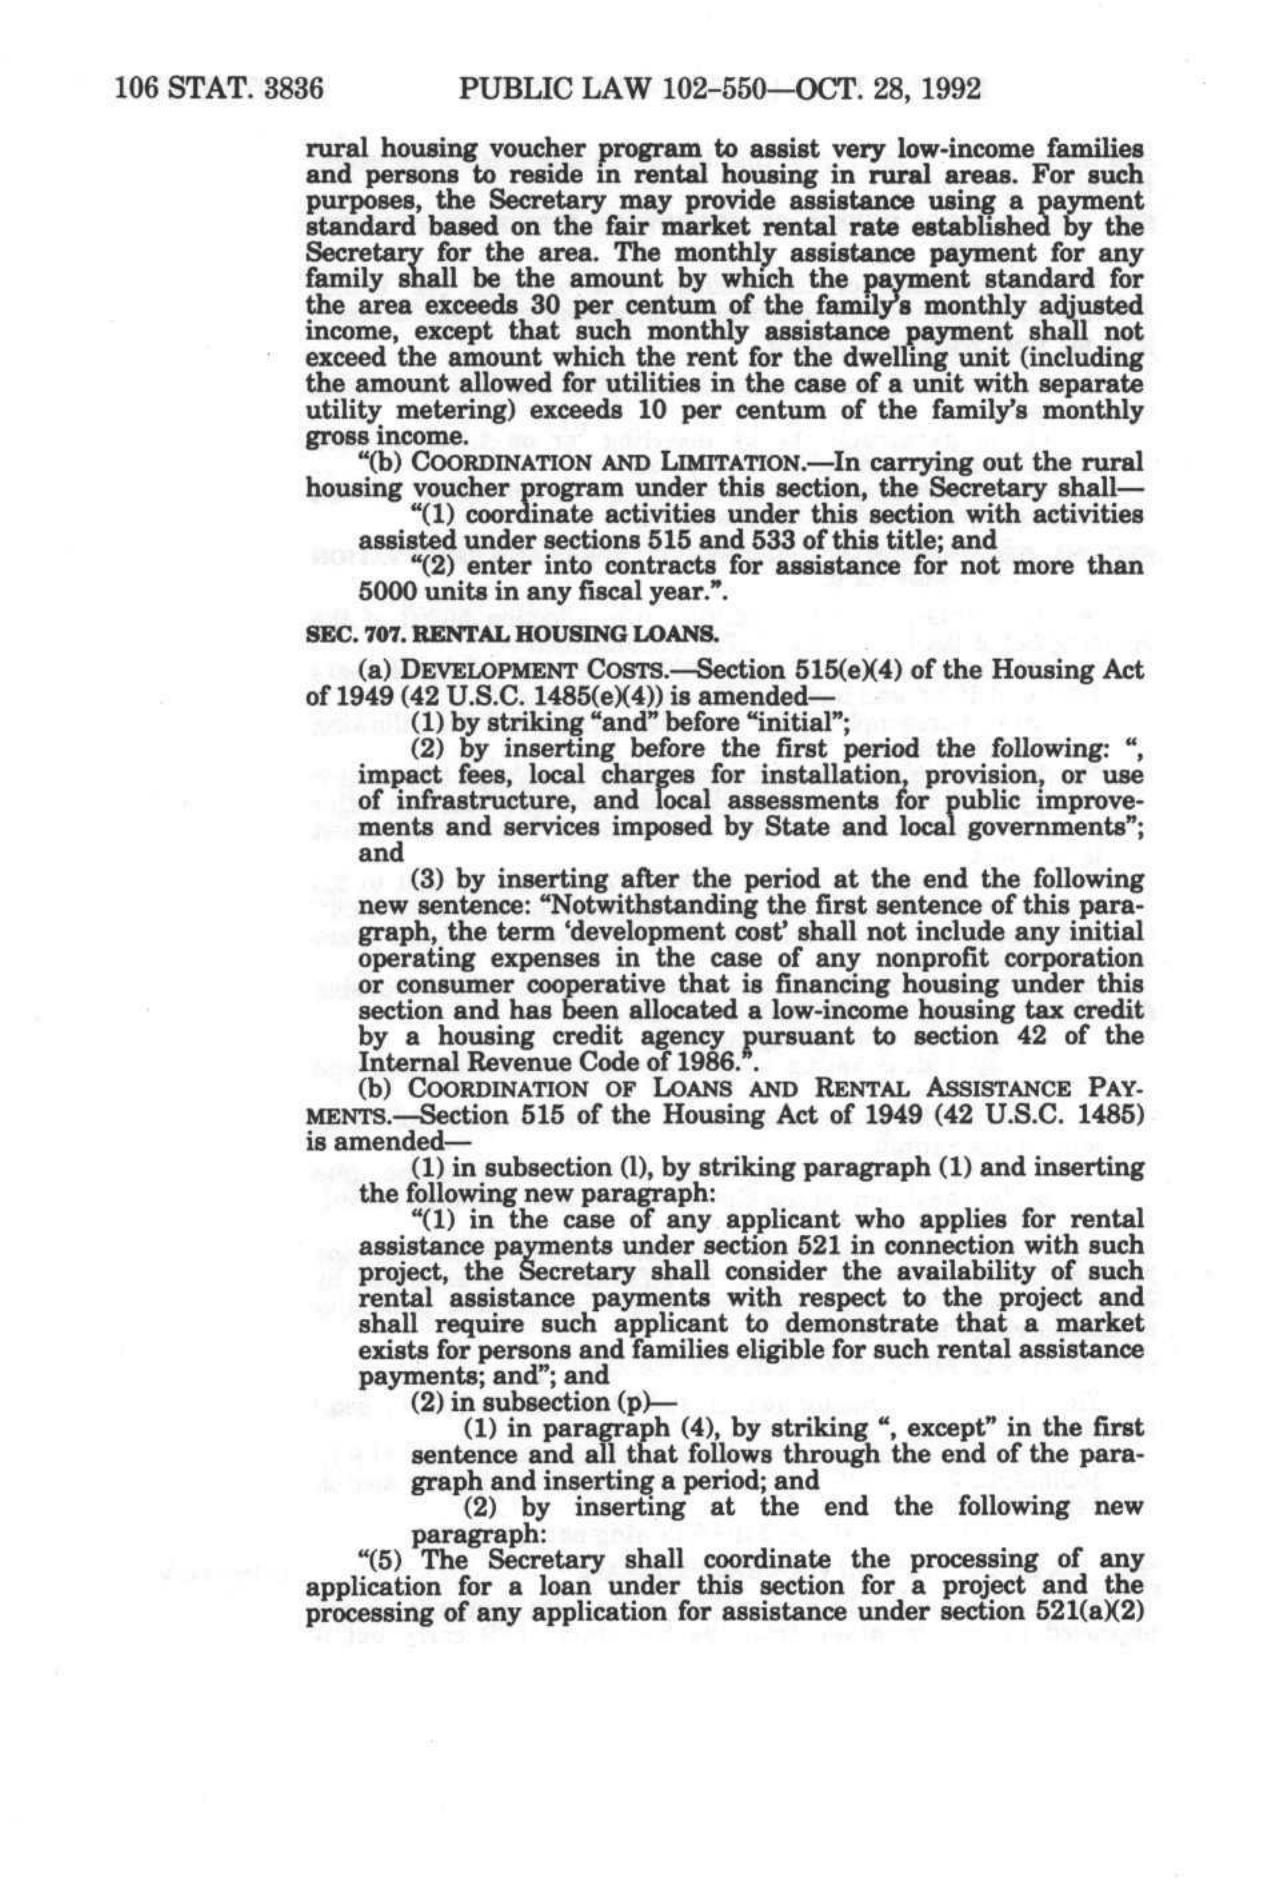 106 STAT. 3836 PUBLIC LAW 102–550—OCT. 28, 1992
rural housing voucher program to assist very low-income families
and persons to reside in rental housing in rural areas. For such
purposes, the Secretary may provide assistance using a payment
standard based on the fair market rental rate established by the
Secretary for the area. The monthly assistance payment for any
family shall be the amount by which the payment standard for
the area exceeds 30 per centum of the family's monthly adjusted
income, except that such monthly assistance payment shall not
exceed the amount which the rent for the dwelling unit (including
the amount allowed for utilities in the case of a unit with separate
utility metering) exceeds 10 per centum of the family's monthly
gross income.
“(b) COORDINATION AND LIMITATION.—In carrying out the rural
housing voucher program under this section, the Secretary shall—
“(1) coordinate activities under this section with activities
assisted under sections 515 and 533 of this title; and
“(2) enter into contracts for assistance for not more than
5000 units in any fiscal year.”.
SEC. 707. RENTAL HOUSING LOANS.
(a) DEVELOPMENT COSTS.—Section 515(e)(4) of the Housing Act
of 1949 (42 U.S.C. 1485(e)(4)) is amended—
(1) by striking “and” before “initial”;
(2) by inserting before the first period the following: “,
impact fees, local charges for installation, provision, or use
of infrastructure, and local assessments for public improve-
ments and services imposed by State and local governments”;
and
(3) by inserting after the period at the end the following
new sentence: “Notwithstanding the first sentence of this para-
graph, the term ‘development cost’ shall not include any initial
operating expenses in the case of any nonprofit corporation
or consumer cooperative that is financing housing under this
section and has been allocated a low-income housing tax credit
by a housing credit agency pursuant to section 42 of the
Internal Revenue Code of 1986.”.
(b) COORDINATION OF LOANS AND RENTAL ASSISTANCE PAY-
MENTS.—Section 515 of the Housing Act of 1949 (42 U.S.C. 1485)
is amended—
(1) in subsection (l), by striking paragraph (1) and inserting
the following new paragraph:
“(1) in the case of any applicant who applies for rental
assistance payments under section 521 in connection with such
project, the Secretary shall consider the availability of such
rental assistance payments with respect to the project and
shall require such applicant to demonstrate that a market
exists for persons and families eligible for such rental assistance
payments; and”; and
(2) in subsection (p)—
(1) in paragraph (4), by striking “, except” in the first
sentence and all that follows through the end of the para-
graph and inserting a period; and
(2) by inserting at the end the following new
paragraph:
“(5) The Secretary shall coordinate the processing of any
application for a loan under this section for a project and the
processing of any application for assistance under section 521(a)(2)